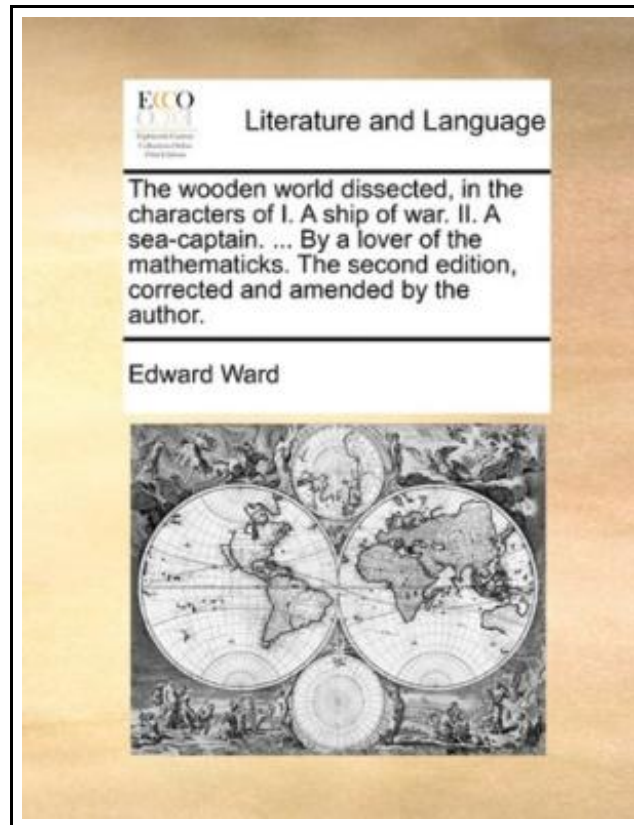 ECCO
Literature and Language
The wooden world dissected, in the
characters of I. A ship of war. II. A
sea-captain. ... By a lover of the
mathematicks. The second edition,
corrected and amended by the
author.
Edward Ward